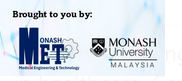 Brought to you by:
MONASH
MET
Medical Engineering & Technology
MONASH
University
MALAYSIA